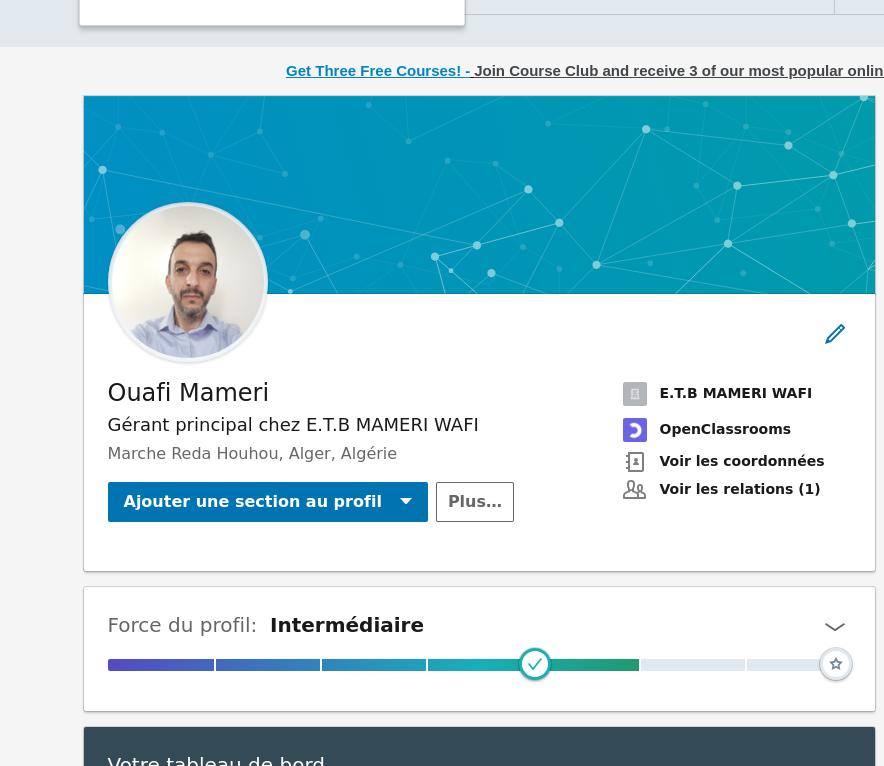 Get Three Free Courses! - Join Course Club and receive 3 of our most popular onlin
Ouafi Mameri
Gérant principal chez E.T.B MAMERI WAFI
Marche Reda Houhou, Alger, Algérie
Ajouter une section au profil
Plus...
E.T.B MAMERI WAFI
OpenClassrooms
Voir les coordonnées
Voir les relations (1)
Force du profil: Intermédiaire
Votre tableau de bord